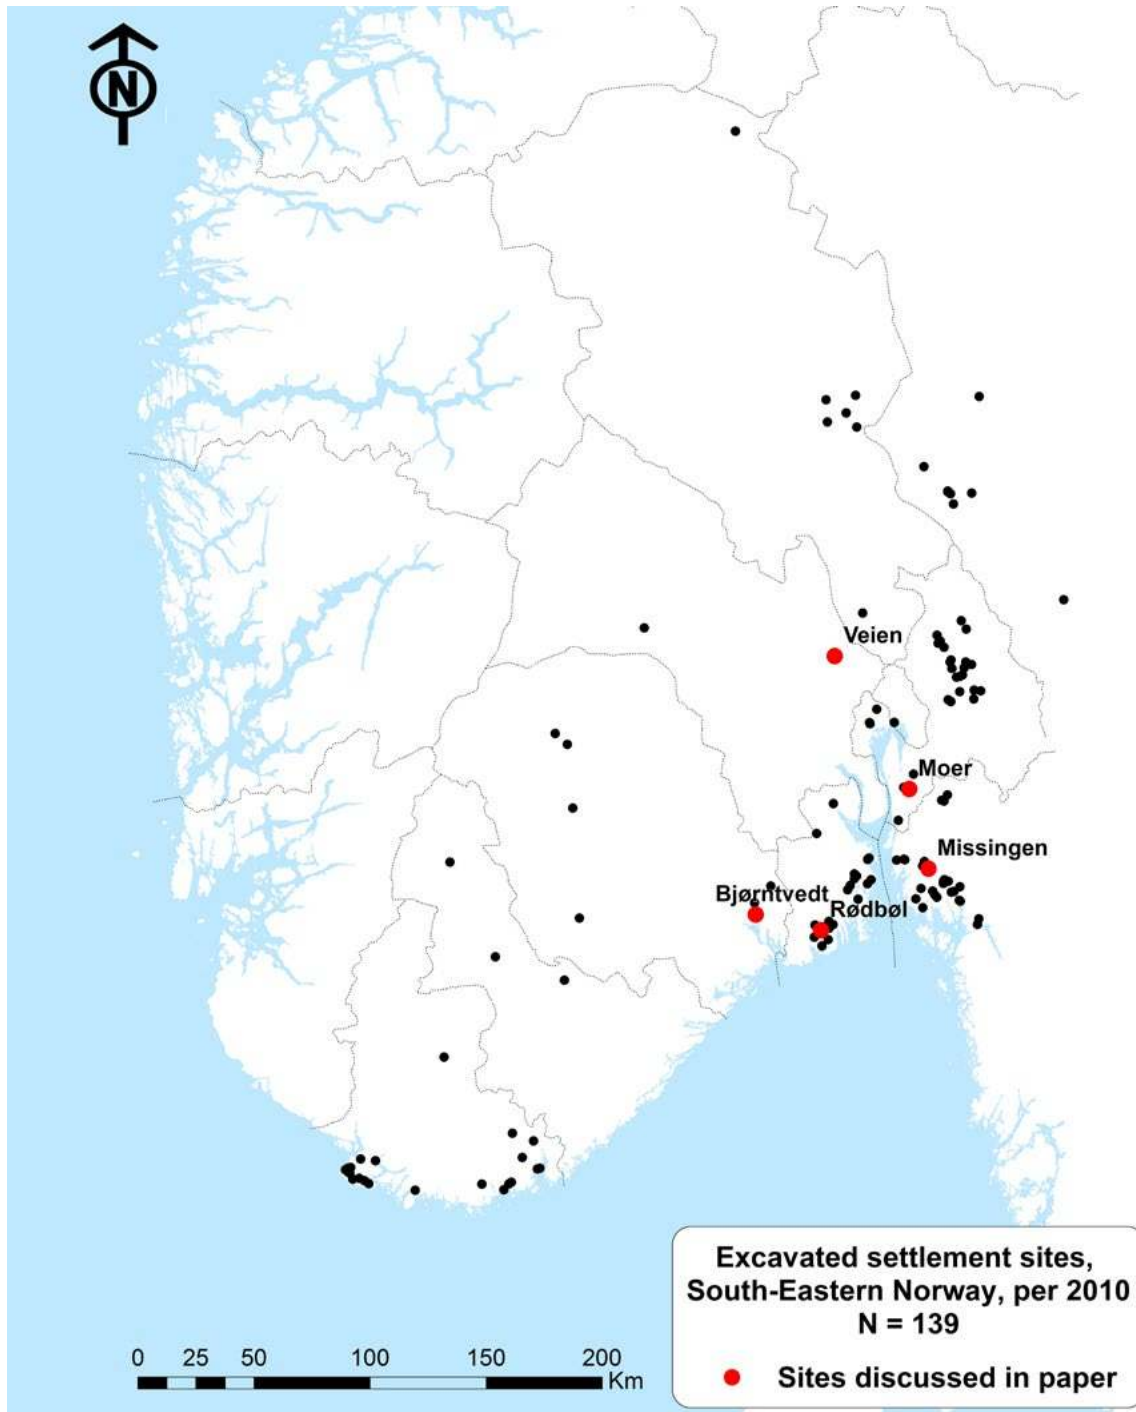 N
Veien
Moer
Missingen
Bjørntvedt
Rødbøl
Excavated settlement sites,
South-Eastern Norway, per 2010
N = 139
Sites discussed in paper
0 25 50 100 150 200
Km